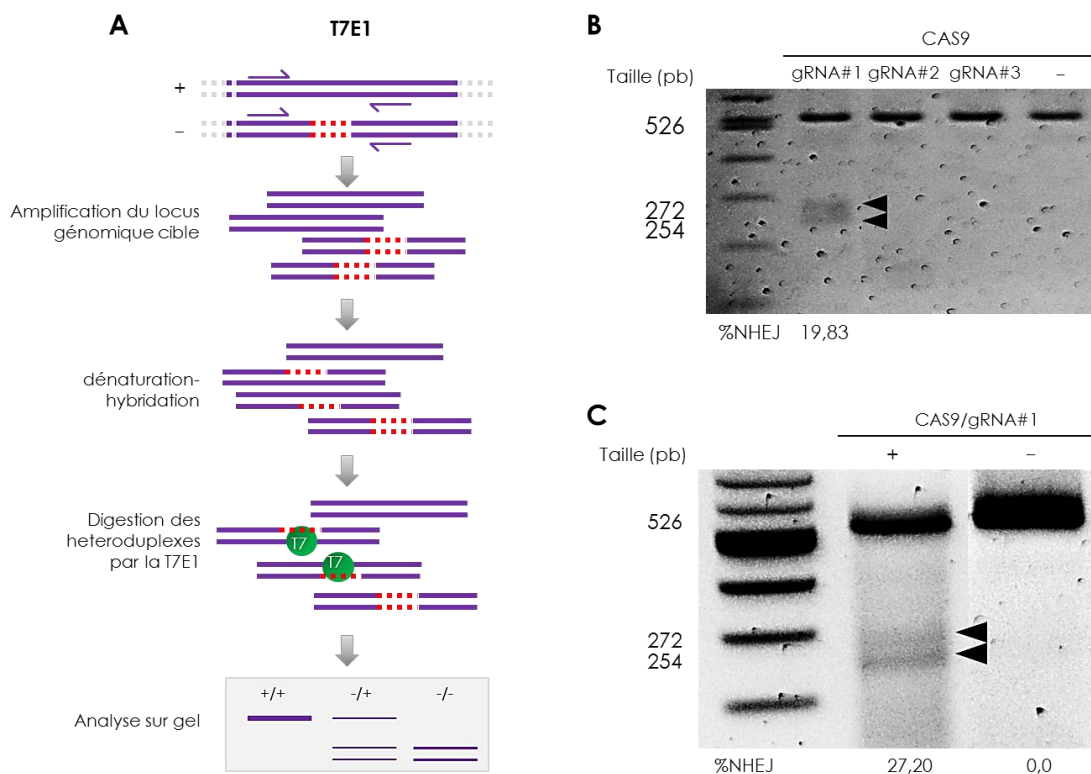 A
T7E1
+
−
Amplification du locus
génomique cible
dénaturation-
hybridation
Digestion des
heteroduplexes
par la T7E1
T7
T7
Analyse sur gel
+/+ -/+ -/-
B
CAS9
Taille (pb) gRNA#1 gRNA#2 gRNA#3 −
526
272
254
%NHEJ 19,83
C
CAS9/gRNA#1
Taille (pb) + −
526
272
254
%NHEJ 27,20 0,0